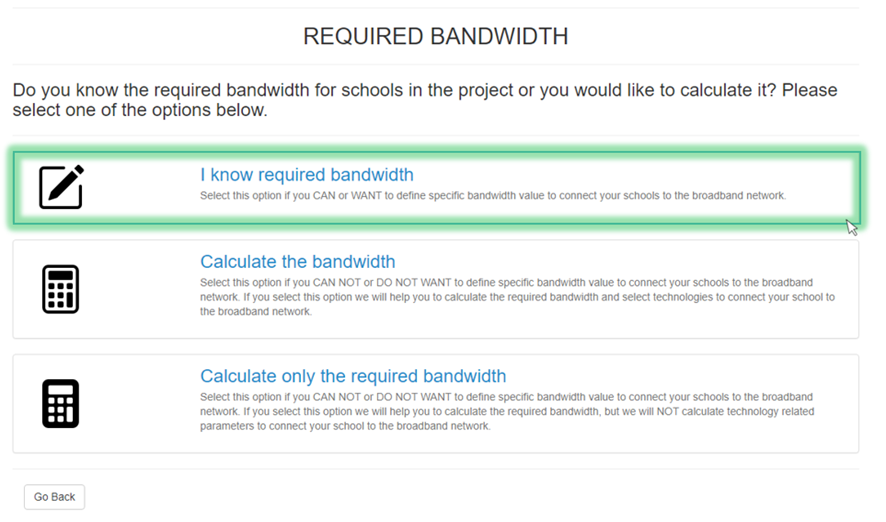 REQUIRED BANDWIDTH
Do you know the required bandwidth for schools in the project or you would like to calculate it? Please
select one of the options below.
I know required bandwidth
Select this option if you CAN or WANT to define specific bandwidth value to connect your schools to the broadband network.
Calculate the bandwidth
Select this option if you CAN NOT or DO NOT WANT to define specific bandwidth value to connect your schools to the broadband
network. If you select this option we will help you to calculate the required bandwidth and select technologies to connect your school to
the broadband network.
Calculate only the required bandwidth
Select this option if you CAN NOT or DO NOT WANT to define specific bandwidth value to connect your schools to the broadband
network. If you select this option we will help you to calculate the required bandwidth, but we will NOT calculate technology related
parameters to connect your school to the broadband network.
Go Back